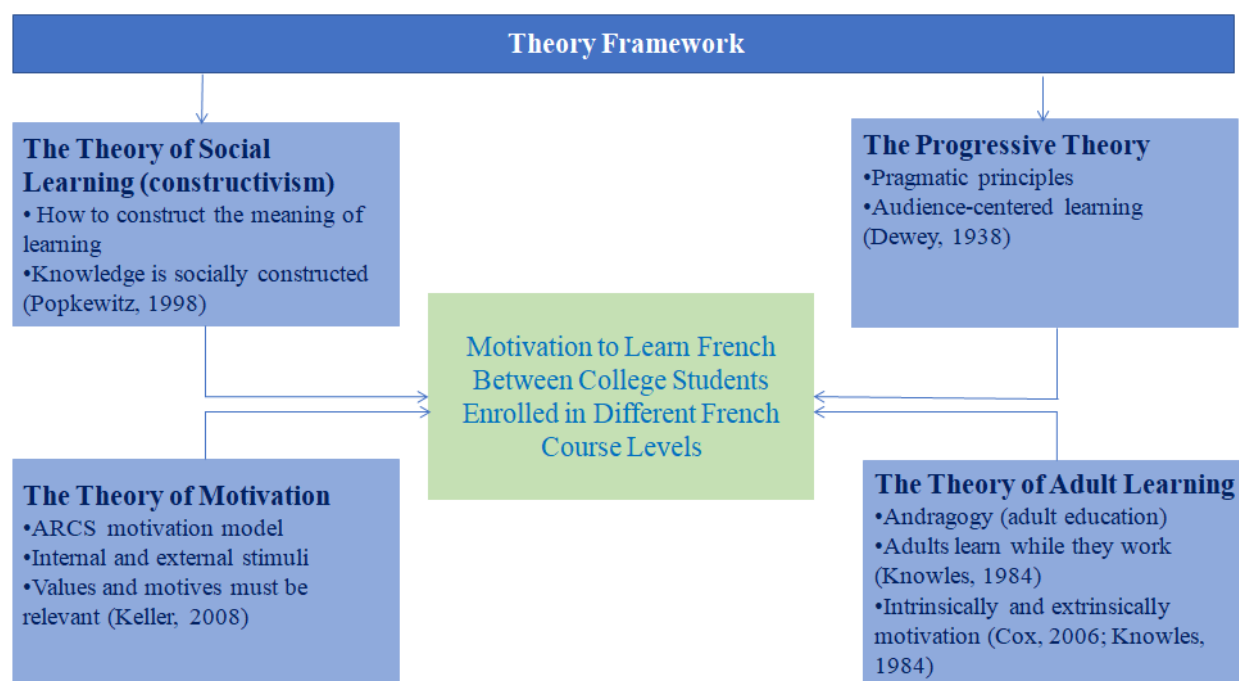 Theory Framework
The Theory of Social
Learning (constructivism)
• How to construct the meaning of
learning
•Knowledge is socially constructed
(Popkewitz, 1998)
The Progressive Theory
•Pragmatic principles
•Audience-centered learning
(Dewey, 1938)
Motivation to Learn French
Between College Students
Enrolled in Different French
Course Levels
The Theory of Motivation
•ARCS motivation model
•Internal and external stimuli
•Values and motives must be
relevant (Keller, 2008)
The Theory of Adult Learning
•Andragogy (adult education)
•Adults learn while they work
(Knowles, 1984)
•Intrinsically and extrinsically
motivation (Cox, 2006; Knowles,
1984)